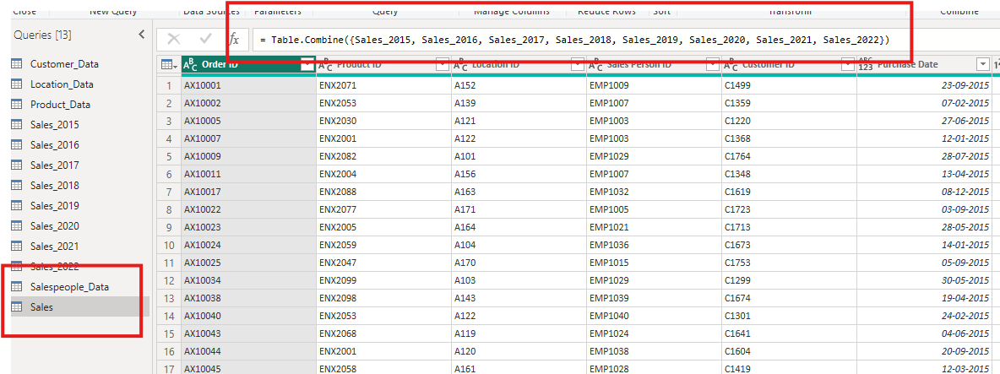 Close New Query Data Sources Parameters Query Manage Columns Reduce Rows Sort Transform Combine
Queries [13]
fx = Table.Combine({Sales_2015, Sales_2016, Sales_2017, Sales_2018, Sales_2019, Sales_2020, Sales_2021, Sales_2022})
Customer_Data
Location_Data
Product_Data
Sales_2015
Sales_2016
Sales_2017
Sales_2018
Sales_2019
Sales_2020
Sales_2021
Sales_2022
Salespeople_Data
Sales
ABC Order ID ABC Product ID ABC Location ID ABC Sales Person ID ABC Customer ID ABC 123 Purchase Date
1 AX10001 ENX2071 A152 EMP1009 C1499 23-09-2015
2 AX10002 ENX2053 A139 EMP1007 C1359 07-02-2015
3 AX10005 ENX2030 A121 EMP1003 C1220 27-06-2015
4 AX10007 ENX2001 A122 EMP1003 C1368 12-01-2015
5 AX10009 ENX2082 A101 EMP1029 C1764 28-07-2015
6 AX10011 ENX2004 A156 EMP1007 C1348 13-04-2015
7 AX10017 ENX2088 A163 EMP1032 C1619 08-12-2015
8 AX10022 ENX2077 A171 EMP1005 C1723 03-09-2015
9 AX10023 ENX2005 A164 EMP1021 C1713 28-05-2015
10 AX10024 ENX2059 A104 EMP1036 C1673 14-01-2015
11 AX10025 ENX2047 A170 EMP1015 C1753 05-09-2015
12 AX10034 ENX2099 A103 EMP1029 C1299 30-05-2015
13 AX10038 ENX2098 A143 EMP1039 C1674 19-04-2015
14 AX10040 ENX2053 A122 EMP1040 C1301 24-02-2015
15 AX10043 ENX2068 A119 EMP1024 C1641 04-06-2015
16 AX10044 ENX2001 A120 EMP1038 C1604 20-09-2015
17 AX10045 ENX2058 A161 EMP1028 C1419 12-03-2015